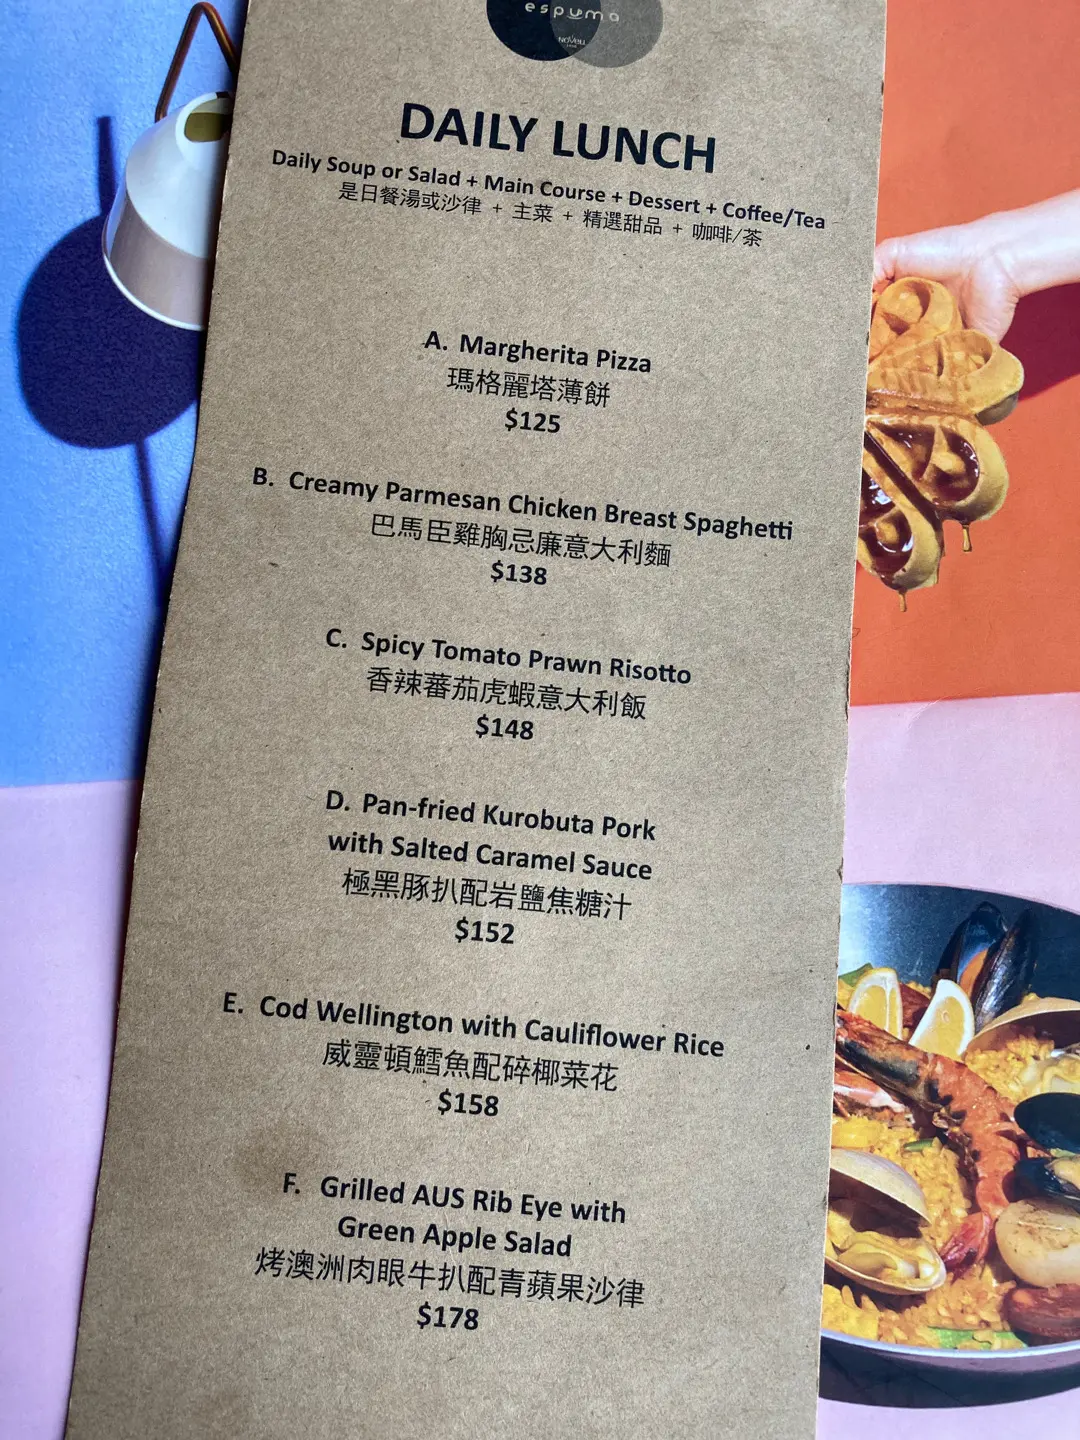 espuma
DAILY LUNCH
Daily Soup or Salad + Main Course + Dessert + Coffee/Tea
是日餐湯或沙律 + 主菜 + 精選甜品 + 咖啡/茶
A. Margherita Pizza
瑪格麗塔薄餅
$125
B. Creamy Parmesan Chicken Breast Spaghetti
巴馬臣雞胸忌廉意大利麵
$138
C. Spicy Tomato Prawn Risotto
香辣蕃茄虎蝦意大利飯
$148
D. Pan-fried Kurobuta Pork
with Salted Caramel Sauce
極黑豚扒配岩鹽焦糖汁
$152
E. Cod Wellington with Cauliflower Rice
威靈頓鱈魚配碎椰菜花
$158
F. Grilled AUS Rib Eye with
Green Apple Salad
烤澳洲肉眼牛扒配青蘋果沙律
$178